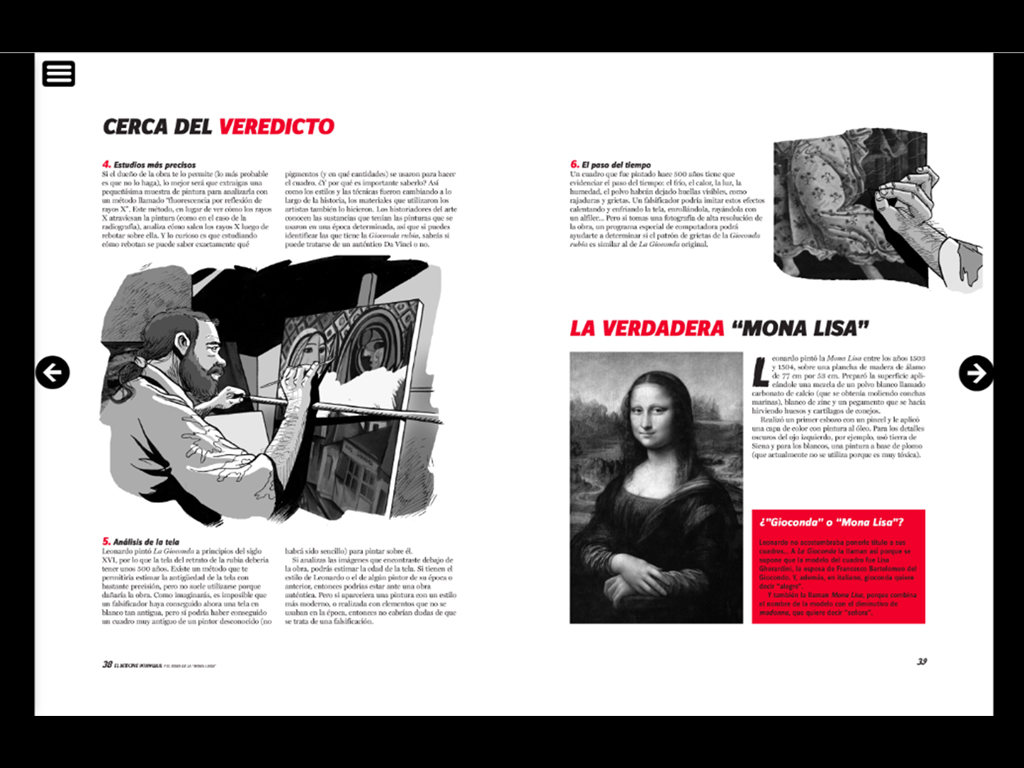 CERCA DEL VEREDICTO
4. Estudios más precisos
Si el dueño de la obra te lo permite (lo más probable
es que no lo haga), lo mejor será que extraigas una
pequeñísima muestra de pintura para analizarla con
un método llamado "fluorescencia por reflexión de
rayos X". Este método, en lugar de ver cómo los rayos
X atraviesan la pintura (como en el caso de la
radiografía), analiza cómo salen los rayos X luego de
rebotar sobre ella. Y lo curioso es que estudiando
cómo rebotan se puede saber exactamente qué
pigmentos (y en qué cantidades) se usaron para hacer
el cuadro. ¿Y por qué es importante saberlo? Así
como los estilos y las técnicas fueron cambiando a lo
largo de la historia, los materiales que utilizaron los
artistas también lo hicieron. Los historiadores del arte
conocen las sustancias que tenían las pinturas que se
usaron en una época determinada, así que si puedes
identificar las que tiene la Gioconda rubia, sabrás si
puede tratarse de un auténtico Da Vinci o no.
5. Análisis de la tela
Leonardo pintó La Gioconda a principios del siglo
XVI, por lo que la tela del retrato de la rubia debería
tener unos 500 años. Existe un método que te
permitiría estimar la antigüedad de la tela con
bastante precisión, pero no suele utilizarse porque
dañaría la obra. Como imaginarás, es imposible que
un falsificador haya conseguido ahora una tela en
blanco tan antigua, pero sí podría haber conseguido
un cuadro muy antiguo de un pintor desconocido (no
habrá sido sencillo) para pintar sobre él.
Si analizas las imágenes que encontraste debajo de
la obra, podrías estimar la edad de la tela. Si tienen el
estilo de Leonardo o el de algún pintor de su época o
anterior, entonces podrías estar ante una obra
auténtica. Pero si apareciera una pintura con un estilo
más moderno, o realizada con elementos que no se
usaban en la época, entonces no cabrían dudas de que
se trata de una falsificación.
38
6. El paso del tiempo
Un cuadro que fue pintado hace 500 años tiene que
evidenciar el paso del tiempo: el frío, el calor, la luz, la
humedad, el polvo habrán dejado huellas visibles, como
rajaduras y grietas. Un falsificador podría imitar estos efectos
calentando y enfriando la tela, enrollándola, rayándola con
un alfiler... Pero si tomas una fotografía de alta resolución de
la obra, un programa especial de computadora podrá
ayudarte a determinar si el patrón de grietas de la Gioconda
rubia es similar al de La Gioconda original.
LA VERDADERA "MONA LISA"
Leonardo pintó la Mona Lisa entre los años 1503
y 1504, sobre una plancha de madera de álamo
de 77 cm por 53 cm. Preparó la superficie apli-
cándole una mezcla de un polvo blanco llamado
carbonato de calcio (que se obtenía moliendo conchas
marinas), blanco de zinc y un pegamento que se hacía
hirviendo huesos y cartílagos de conejos.
Realizó un primer esbozo con un pincel y le aplicó
una capa de color con pintura al óleo. Para los detalles
oscuros del ojo izquierdo, por ejemplo, usó tierra de
Siena y para los blancos, una pintura a base de plomo
(que actualmente no se utiliza porque es muy tóxica).
¿"Gioconda" o "Mona Lisa"?
Leonardo no acostumbraba ponerle título a sus
cuadros... A La Gioconda la llaman así porque se
supone que la modelo del cuadro fue Lisa
Gherardini, la esposa de Francesco Bartolomeo del
Giocondo. Y, además, en italiano, gioconda quiere
decir "alegre".
Y también la llaman Mona Lisa, porque combina
el nombre de la modelo con el diminutivo de
madonna, que quiere decir "señora".
39